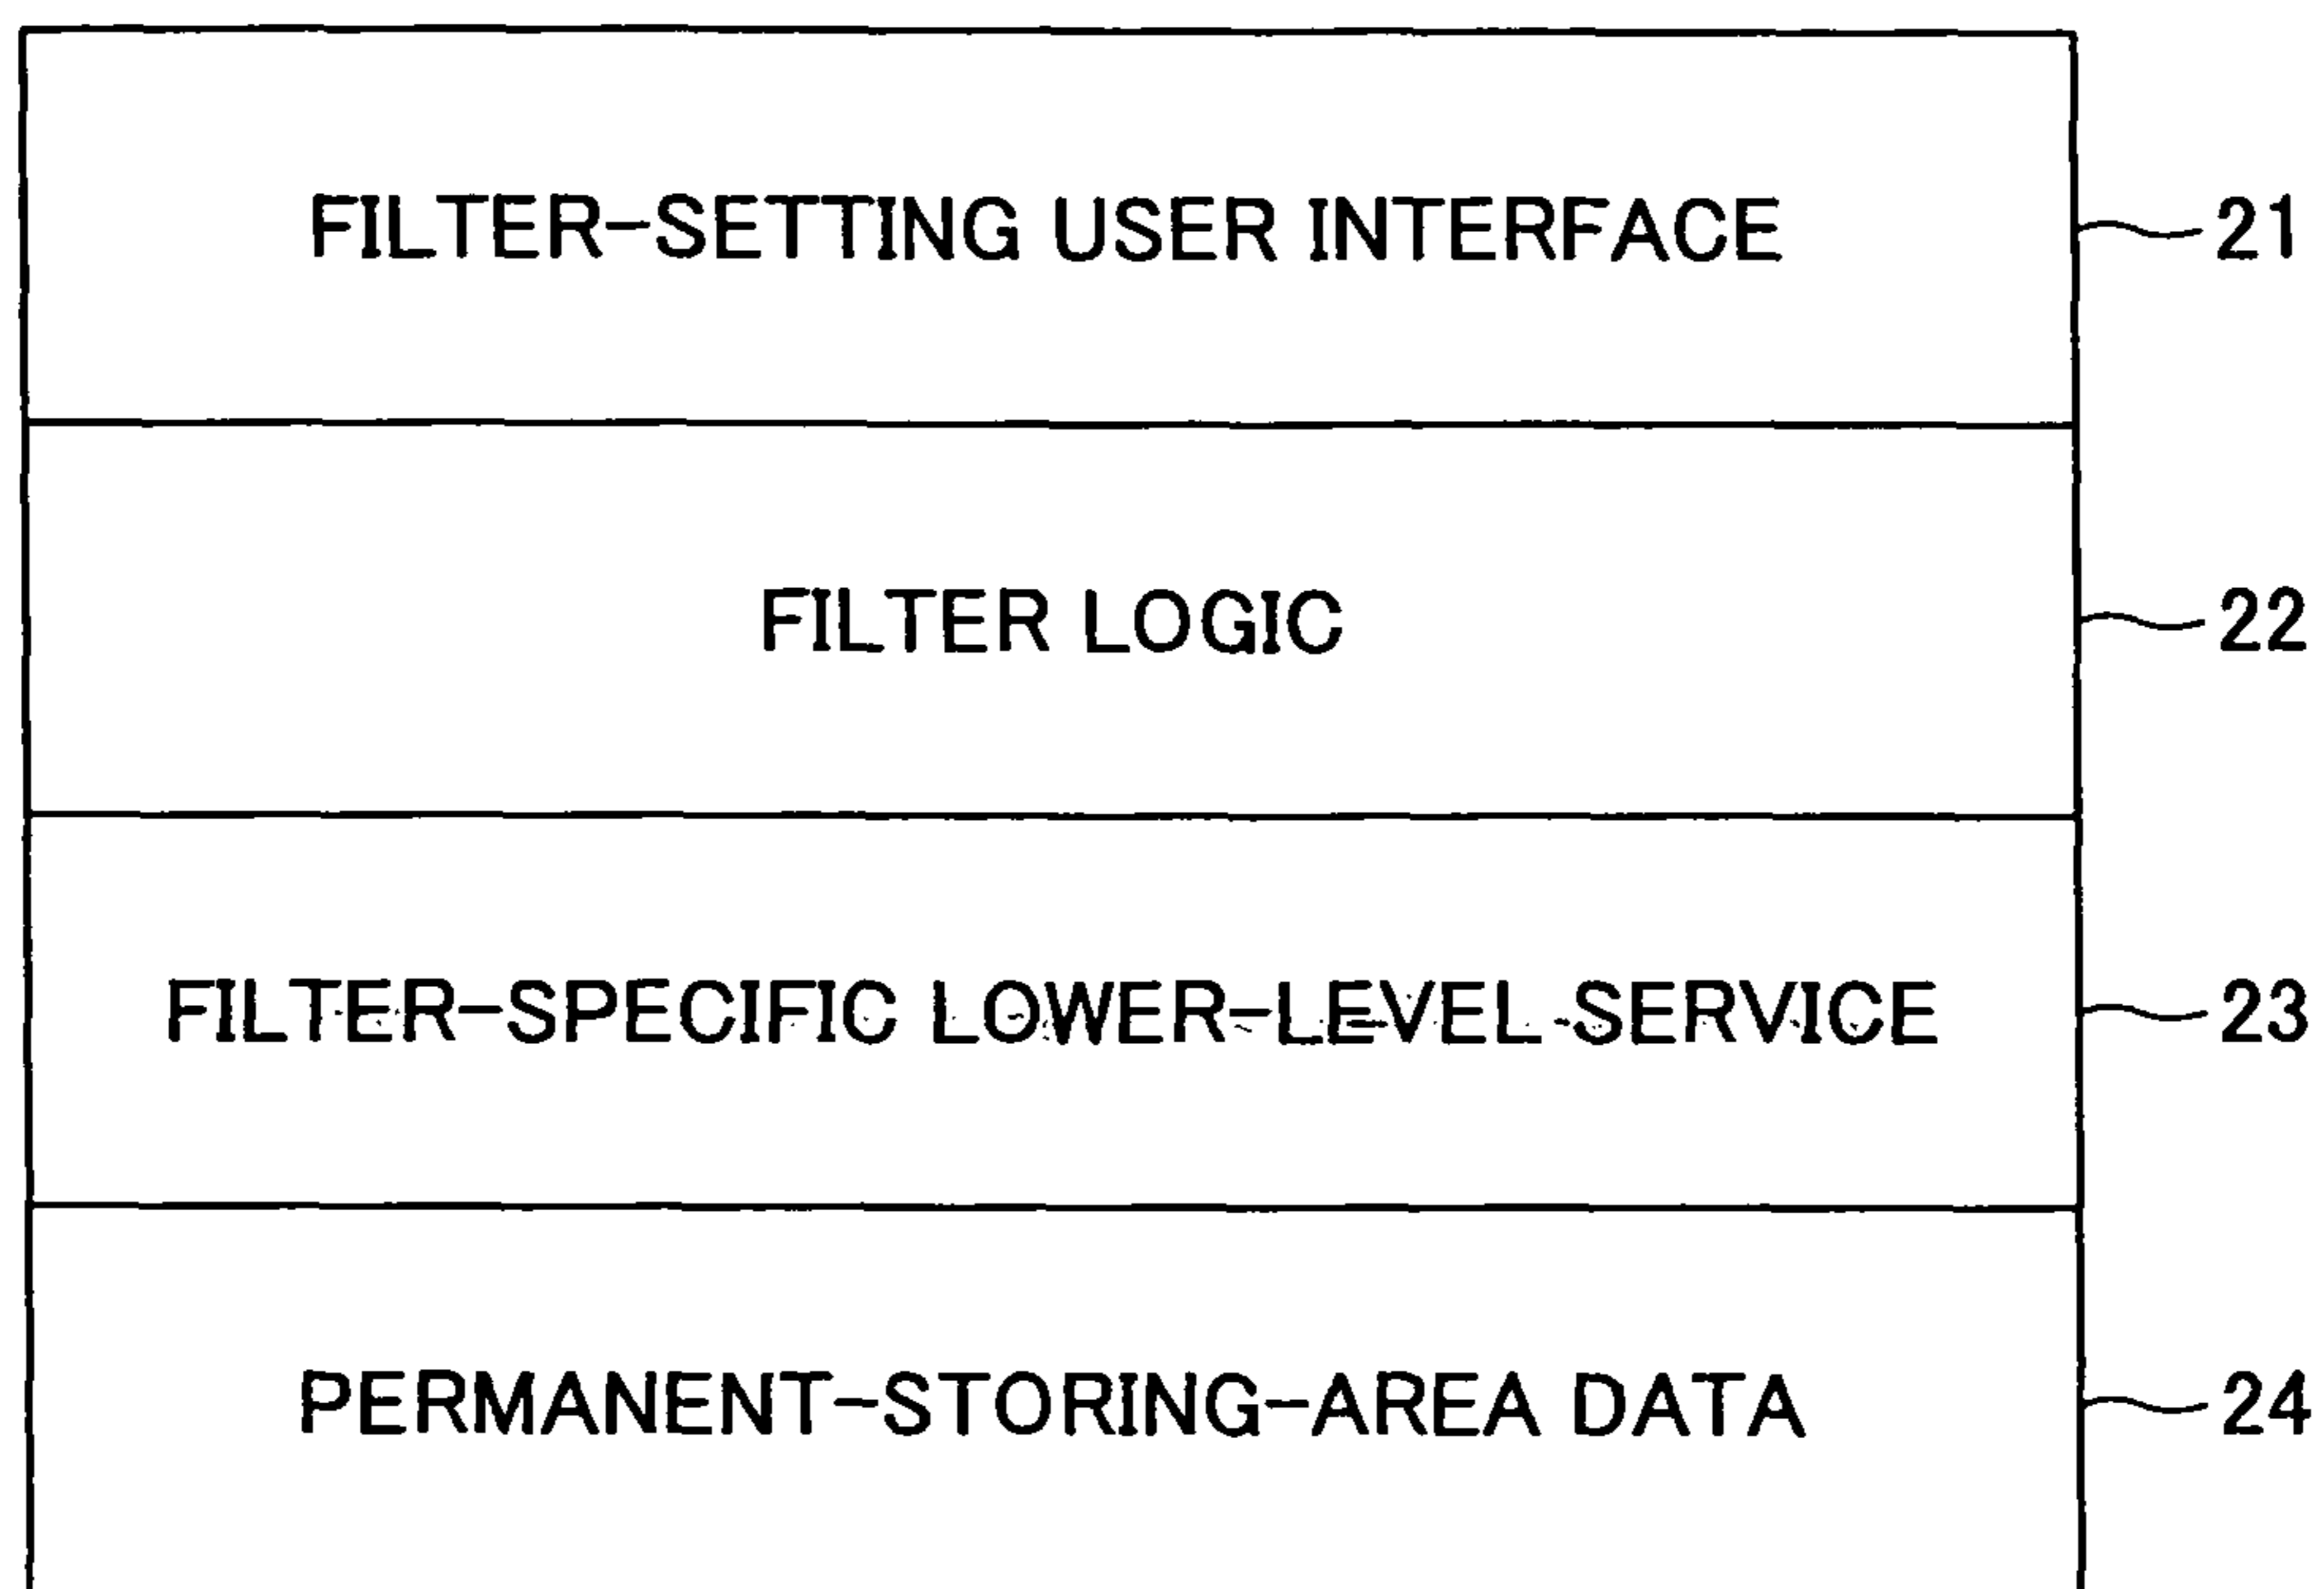 FILTER-SETTING USER INTERFACE 21
FILTER LOGIC 22
FILTER-SPECIFIC LOWER-LEVEL SERVICE 23
PERMANENT-STORING-AREA DATA 24